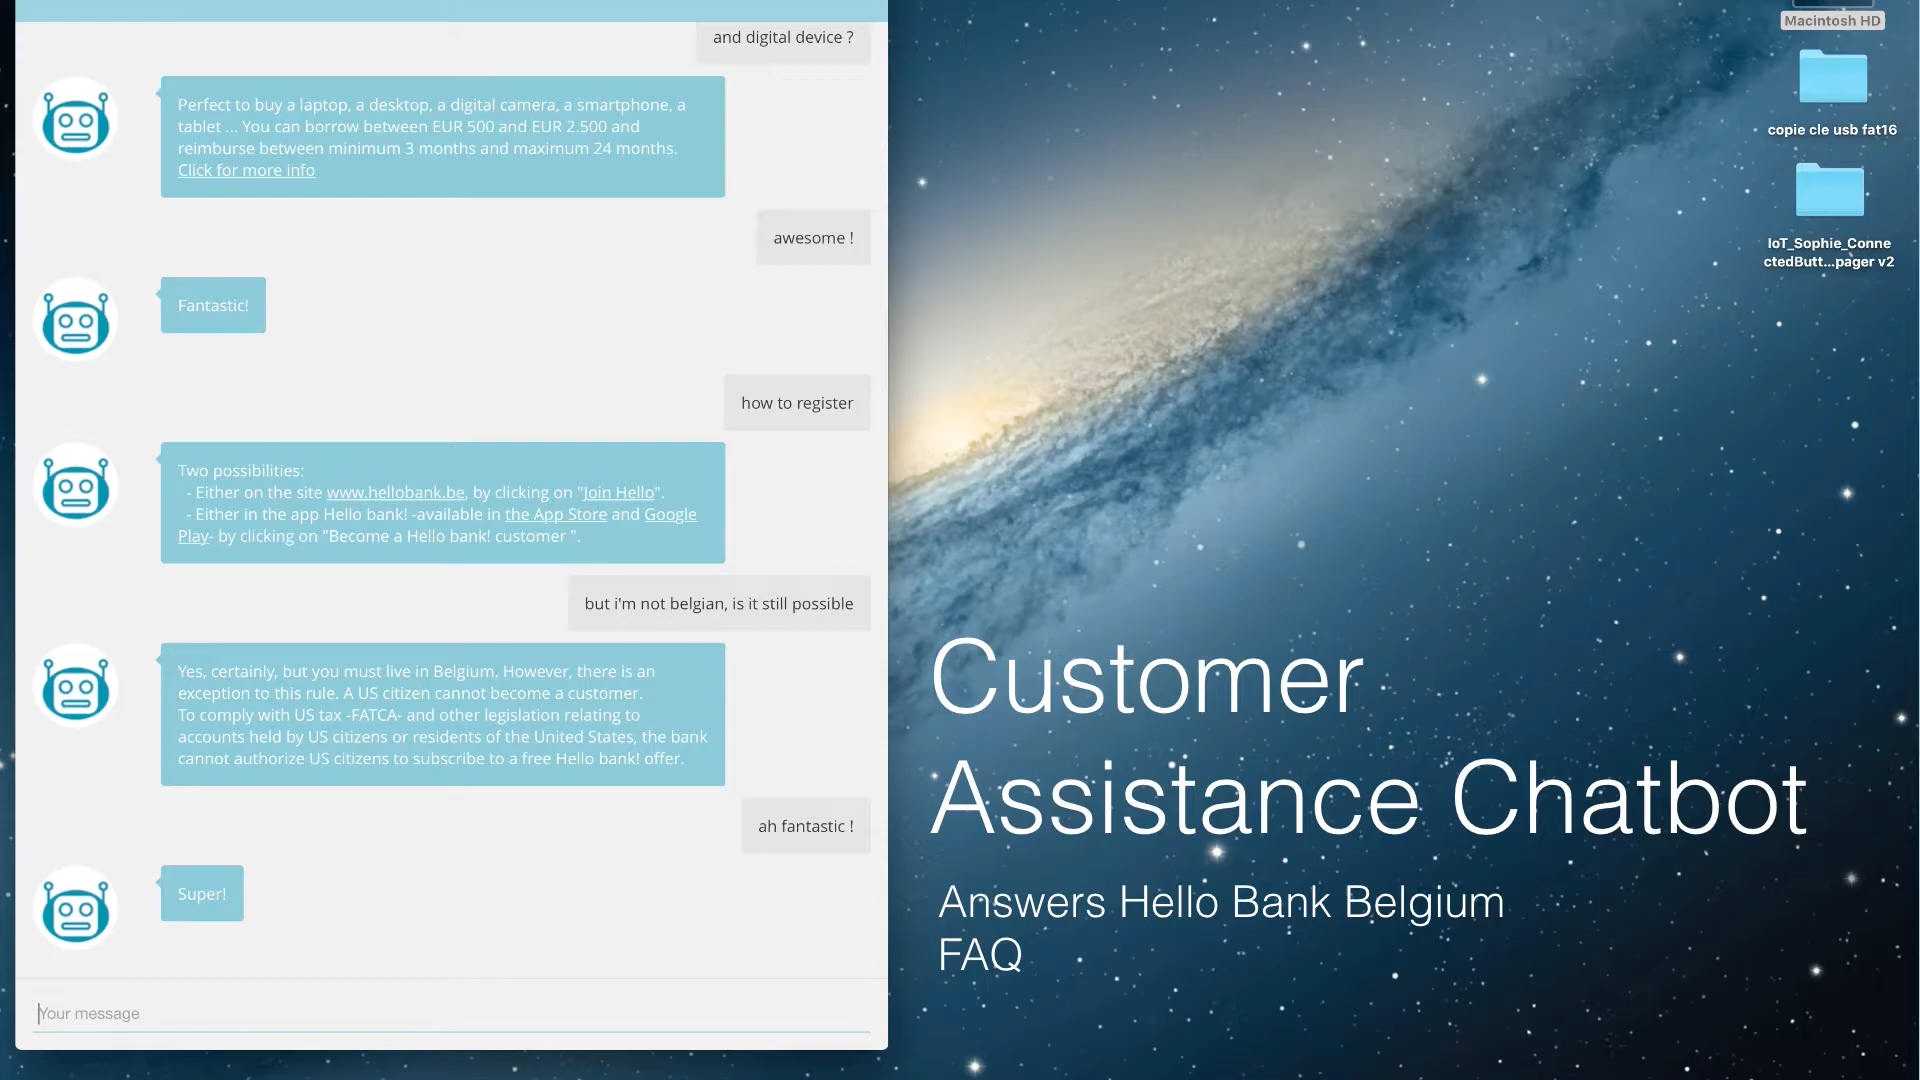 and digital device ?
Perfect to buy a laptop, a desktop, a digital camera, a smartphone, a
tablet ... You can borrow between EUR 500 and EUR 2.500 and
reimburse between minimum 3 months and maximum 24 months.
Click for more info
awesome !
Fantastic!
how to register
Two possibilities:
- Either on the site www.hellobank.be, by clicking on "Join Hello".
- Either in the app Hello bank! -available in the App Store and Google
Play- by clicking on "Become a Hello bank! customer ".
but i'm not belgian, is it still possible
Yes, certainly, but you must live in Belgium. However, there is an
exception to this rule. A US citizen cannot become a customer.
To comply with US tax -FATCA- and other legislation relating to
accounts held by US citizens or residents of the United States, the bank
cannot authorize US citizens to subscribe to a free Hello bank! offer.
ah fantastic !
Super!
Your message
Macintosh HD
copie cle usb fat16
IoT_Sophie_Conne
ctedButt...pager v2
Customer
Assistance Chatbot
Answers Hello Bank Belgium
FAQ